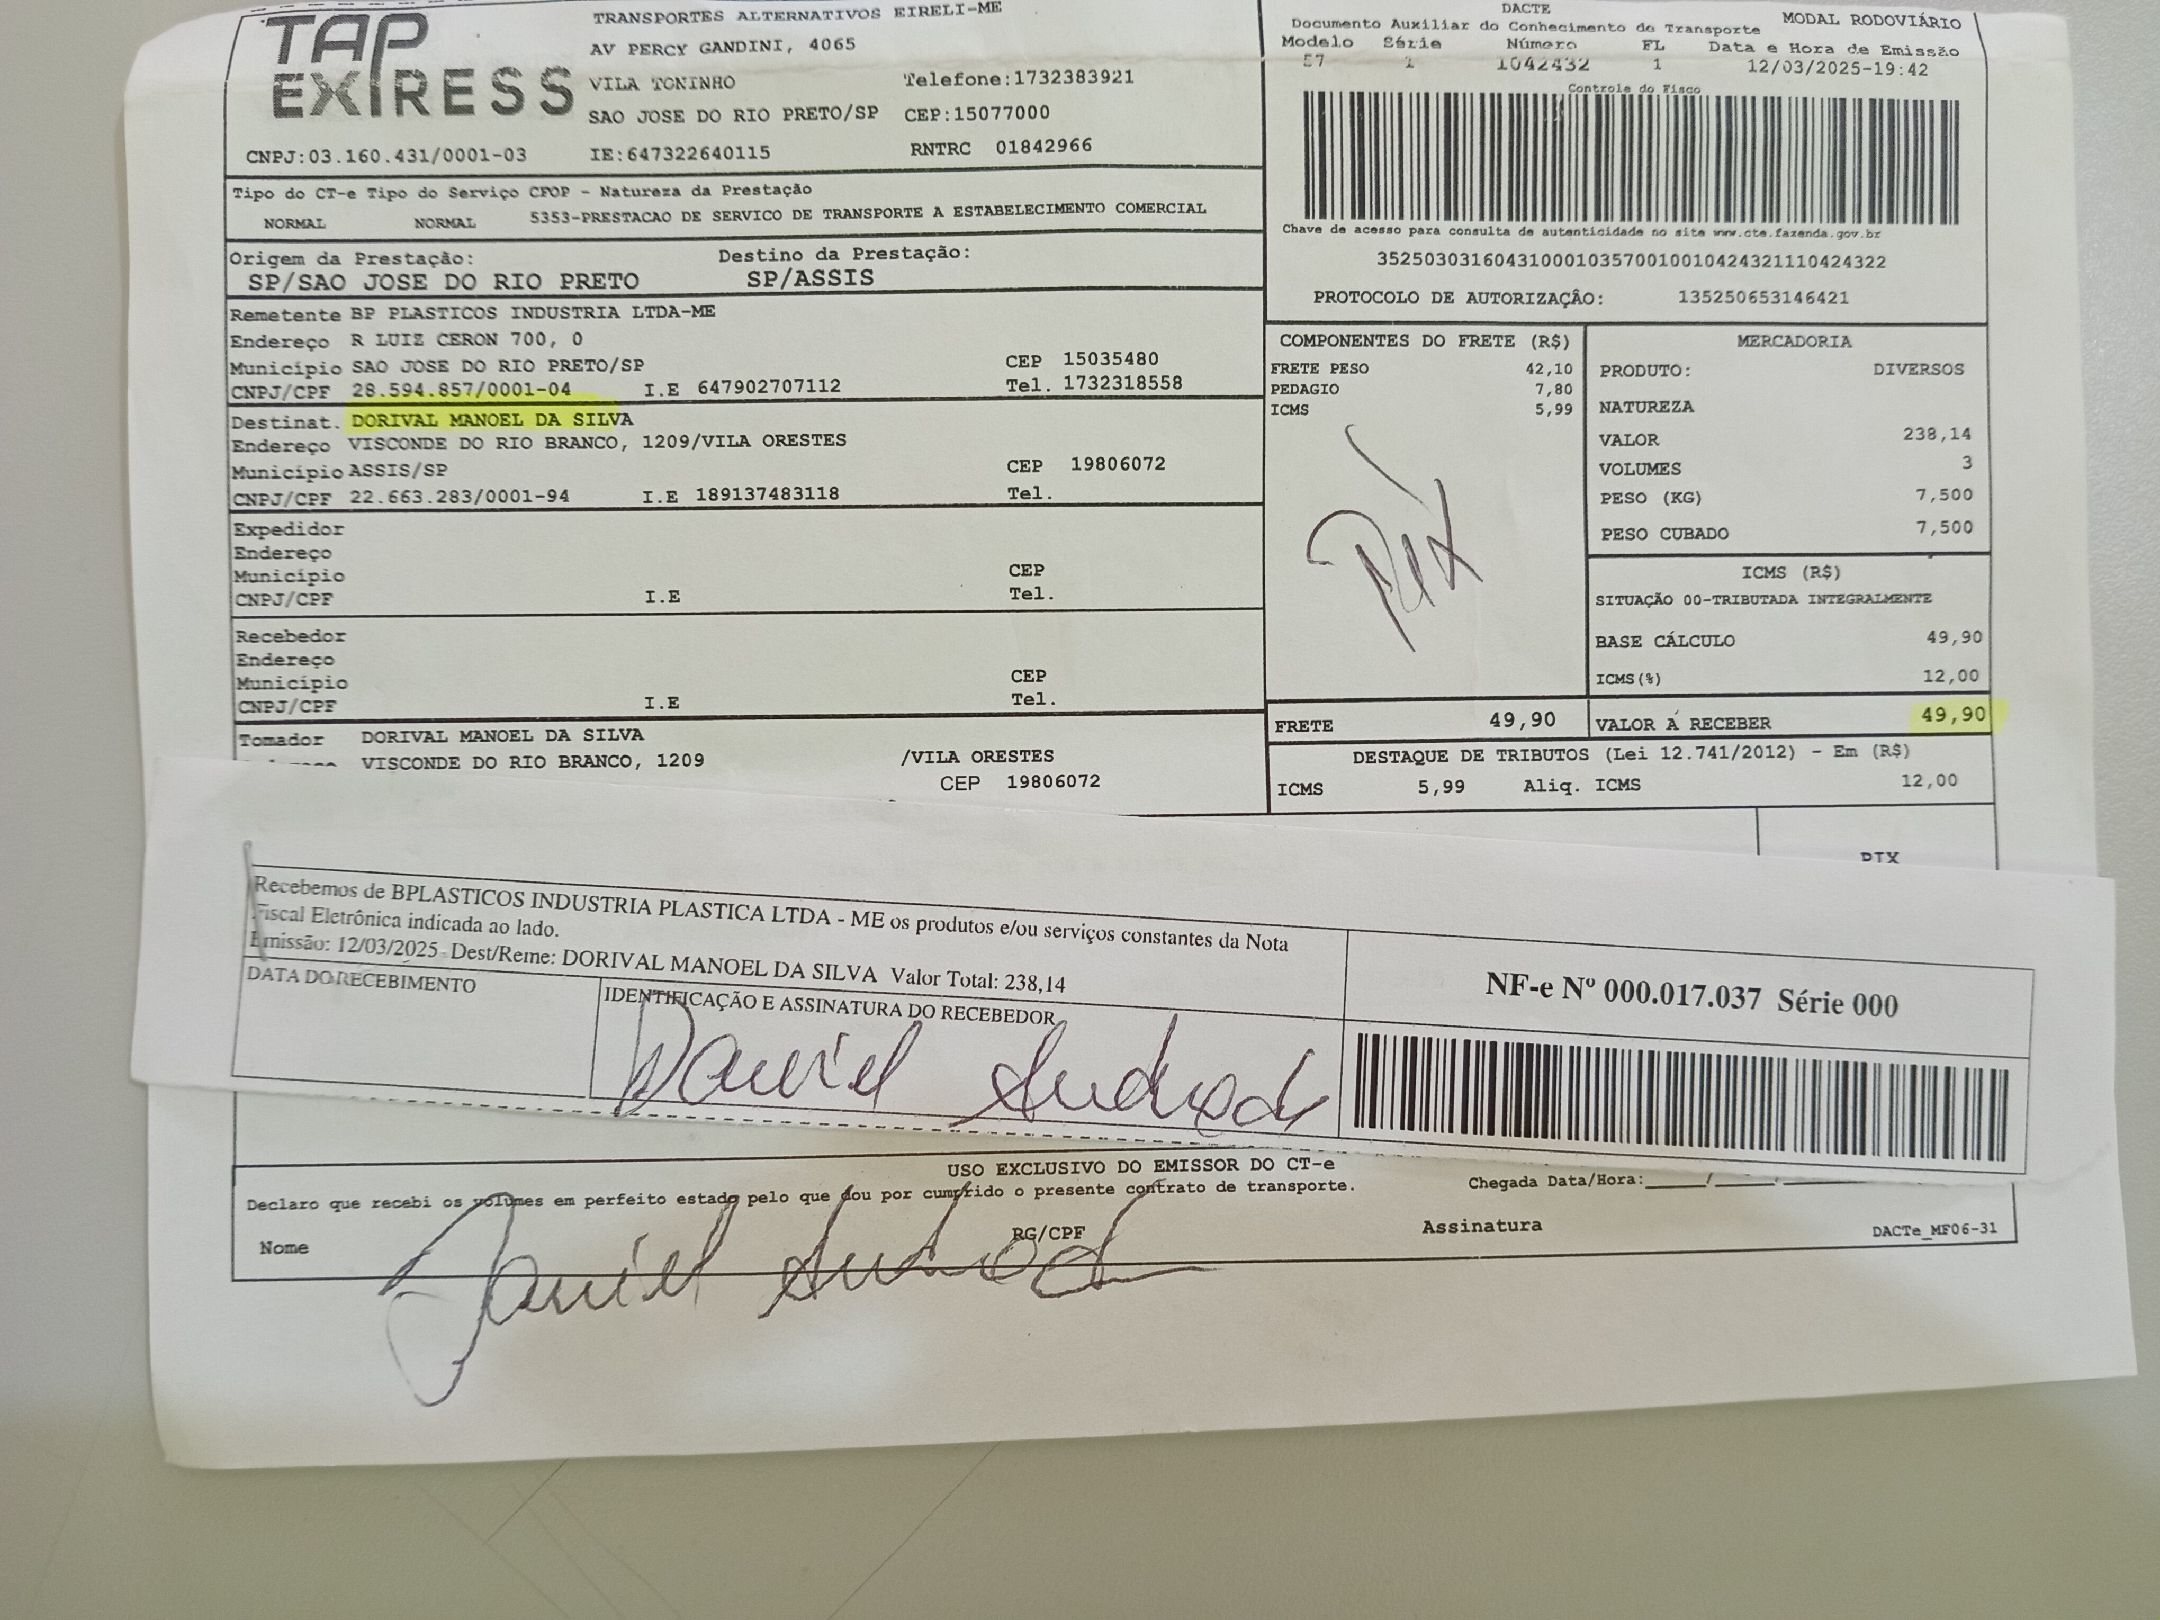 TAP
EXPRESS
TRANSPORTES ALTERNATIVOS EIRELI-ME
AV PERCY GANDINI, 4065
VILA TONINHO Telefone:1732383921
SAO JOSE DO RIO PRETO/SP CEP:15077000
CNPJ:03.160.431/0001-03 IE:647322640115 RNTRC 01842966
DACTE
Documento Auxiliar do Conhecimento do Transporte MODAL RODOVIÁRIO
Modelo Série Número FL Data e Hora de Emissão
57 1 1042432 1 12/03/2025-19:42
Controle do Fisco
Chave de acesso para consulta de autenticidade no site www.cte.fazenda.gov.br
35250303160431000103570010010424321110424322
PROTOCOLO DE AUTORIZAÇÂO: 135250653146421
Tipo do CT-e Tipo do Serviço CFOP - Natureza da Prestação
NORMAL NORMAL 5353-PRESTACAO DE SERVICO DE TRANSPORTE A ESTABELECIMENTO COMERCIAL
Origem da Prestação: Destino da Prestação:
SP/SAO JOSE DO RIO PRETO SP/ASSIS
Remetente BP PLASTICOS INDUSTRIA LTDA-ME
Endereço R LUIZ CERON 700, 0
Município SAO JOSE DO RIO PRETO/SP CEP 15035480
CNPJ/CPF 28.594.857/0001-04 I.E 647902707112 Tel. 1732318558
Destinat. DORIVAL MANOEL DA SILVA
Endereço VISCONDE DO RIO BRANCO, 1209/VILA ORESTES
Município ASSIS/SP CEP 19806072
CNPJ/CPF 22.663.283/0001-94 I.E 189137483118 Tel.
Expedidor
Endereço
Município CEP
CNPJ/CPF I.E Tel.
Recebedor
Endereço
Município CEP
CNPJ/CPF I.E Tel.
Tomador DORIVAL MANOEL DA SILVA
VISCONDE DO RIO BRANCO, 1209 /VILA ORESTES
CEP 19806072
COMPONENTES DO FRETE (R$)
FRETE PESO 42,10
PEDAGIO 7,80
ICMS 5,99
PIX
MERCADORIA
PRODUTO: DIVERSOS
NATUREZA
VALOR 238,14
VOLUMES 3
PESO (KG) 7,500
PESO CUBADO 7,500
ICMS (R$)
SITUAÇÃO 00-TRIBUTADA INTEGRALMENTE
BASE CÁLCULO 49,90
ICMS(%) 12,00
FRETE 49,90 VALOR A RECEBER 49,90
DESTAQUE DE TRIBUTOS (Lei 12.741/2012) - Em (R$)
ICMS 5,99 Aliq. ICMS 12,00
Recebemos de BPLASTICOS INDUSTRIA PLASTICA LTDA - ME os produtos e/ou serviços constantes da Nota
Fiscal Eletrônica indicada ao lado.
Emissão: 12/03/2025 Dest/Reme: DORIVAL MANOEL DA SILVA Valor Total: 238,14
DATA DO RECEBIMENTO IDENTIFICAÇÃO E ASSINATURA DO RECEBEDOR
Daniel
NF-e Nº 000.017.037 Série 000
USO EXCLUSIVO DO EMISSOR DO CT-e
Declaro que recebi os volumes em perfeito estado pelo que dou por cumprido o presente contrato de transporte. Chegada Data/Hora:____/____/
Nome RG/CPF Assinatura DACTe_MF06-31
Daniel